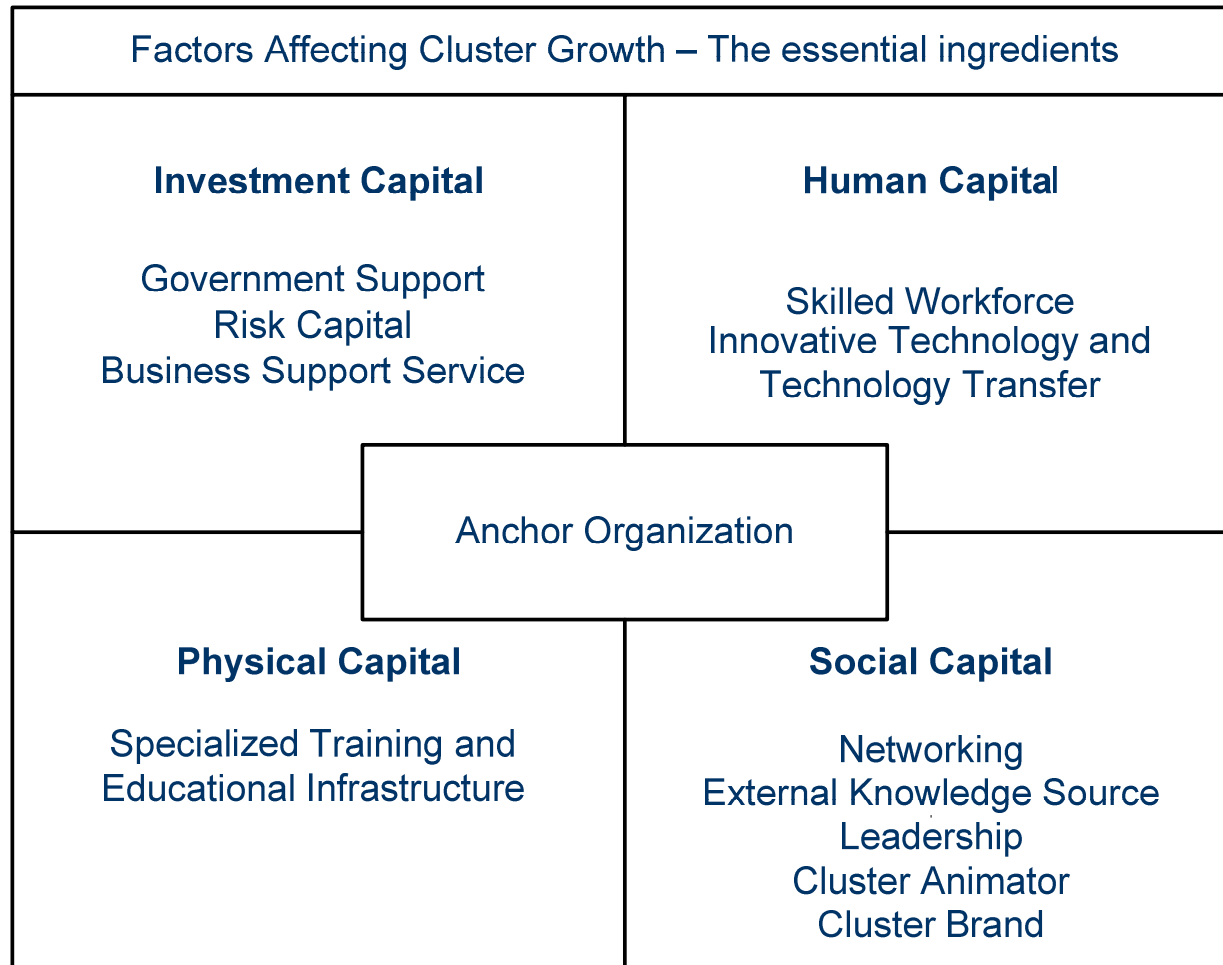 Factors Affecting Cluster Growth – The essential ingredients
Investment Capital
Government Support
Risk Capital
Business Support Service
Human Capital
Skilled Workforce
Innovative Technology and
Technology Transfer
Anchor Organization
Physical Capital
Specialized Training and
Educational Infrastructure
Social Capital
Networking
External Knowledge Source
Leadership
Cluster Animator
Cluster Brand